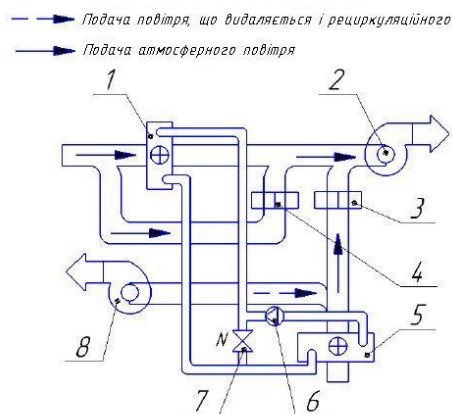 Подача повітря, що видаляється і рециркуляційного
Подача атмосферного повітря
1
2
3
4
5
N
8
7
6